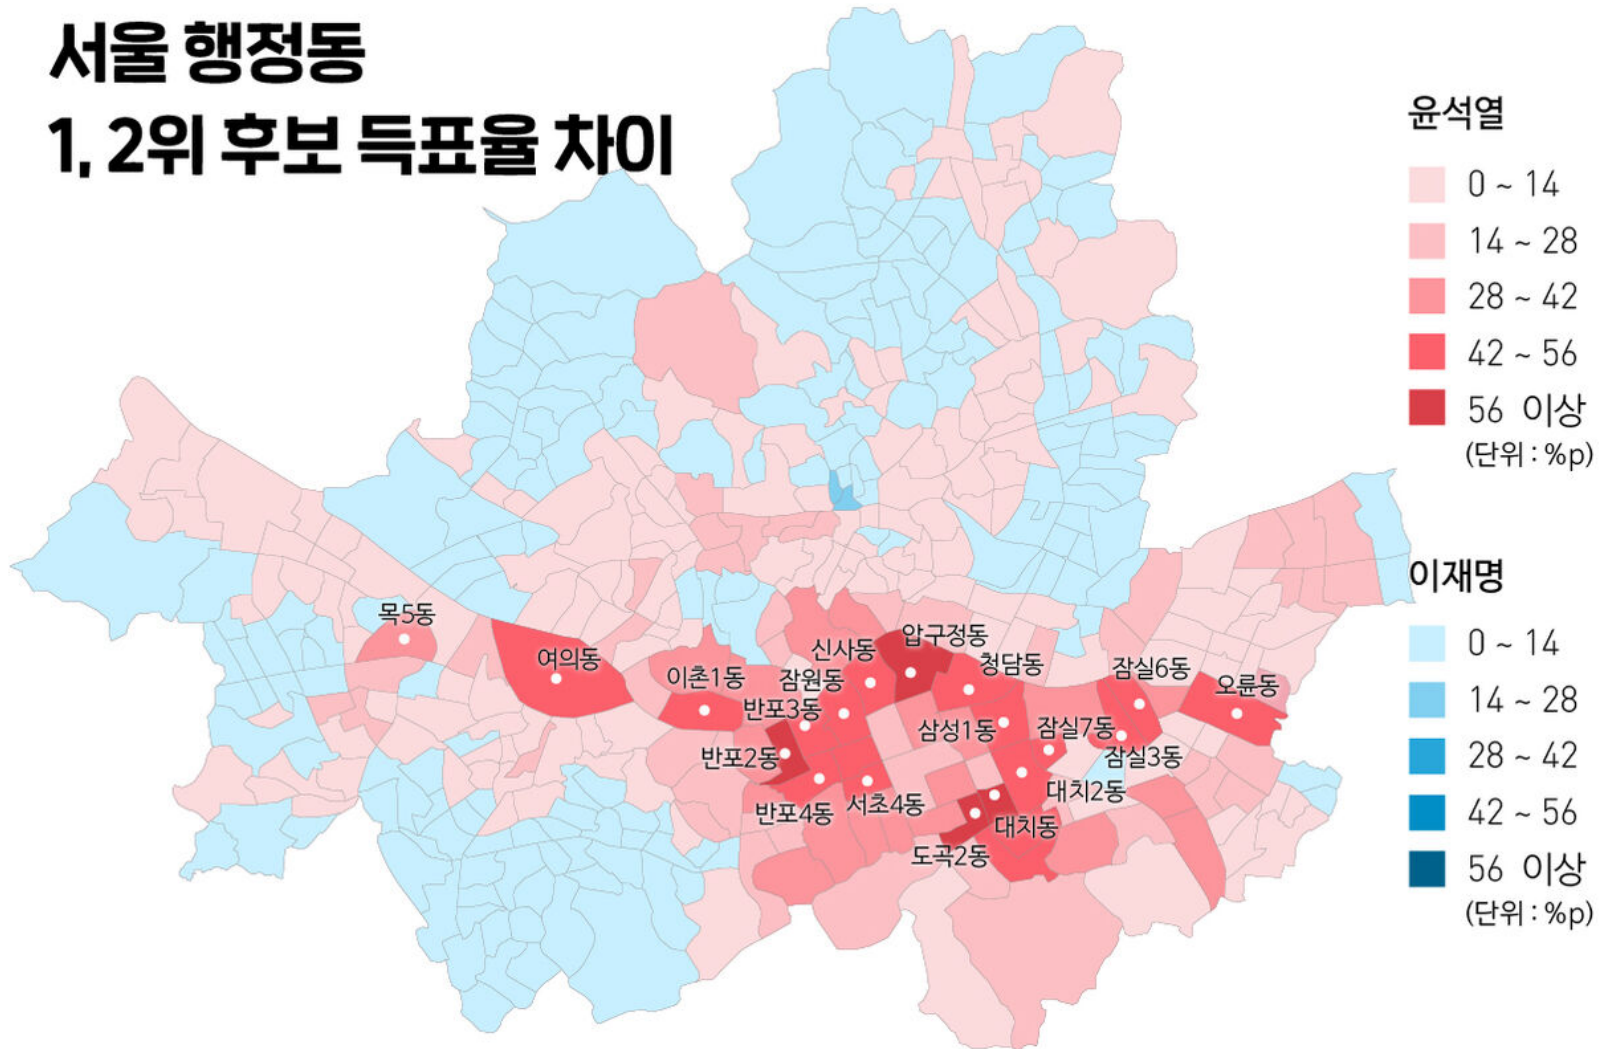 서울 행정동
1, 2위 후보 득표율 차이
윤석열
0 ~ 14
14 ~ 28
28 ~ 42
42 ~ 56
56 이상
(단위 : %p)
이재명
0 ~ 14
14 ~ 28
28 ~ 42
42 ~ 56
56 이상
(단위 : %p)
목5동
여의동
이촌1동
신사동
압구정동
잠원동
청담동
잠실6동
오륜동
반포3동
삼성1동
잠실7동
반포2동
잠실3동
반포4동
서초4동
대치2동
대치동
도곡2동